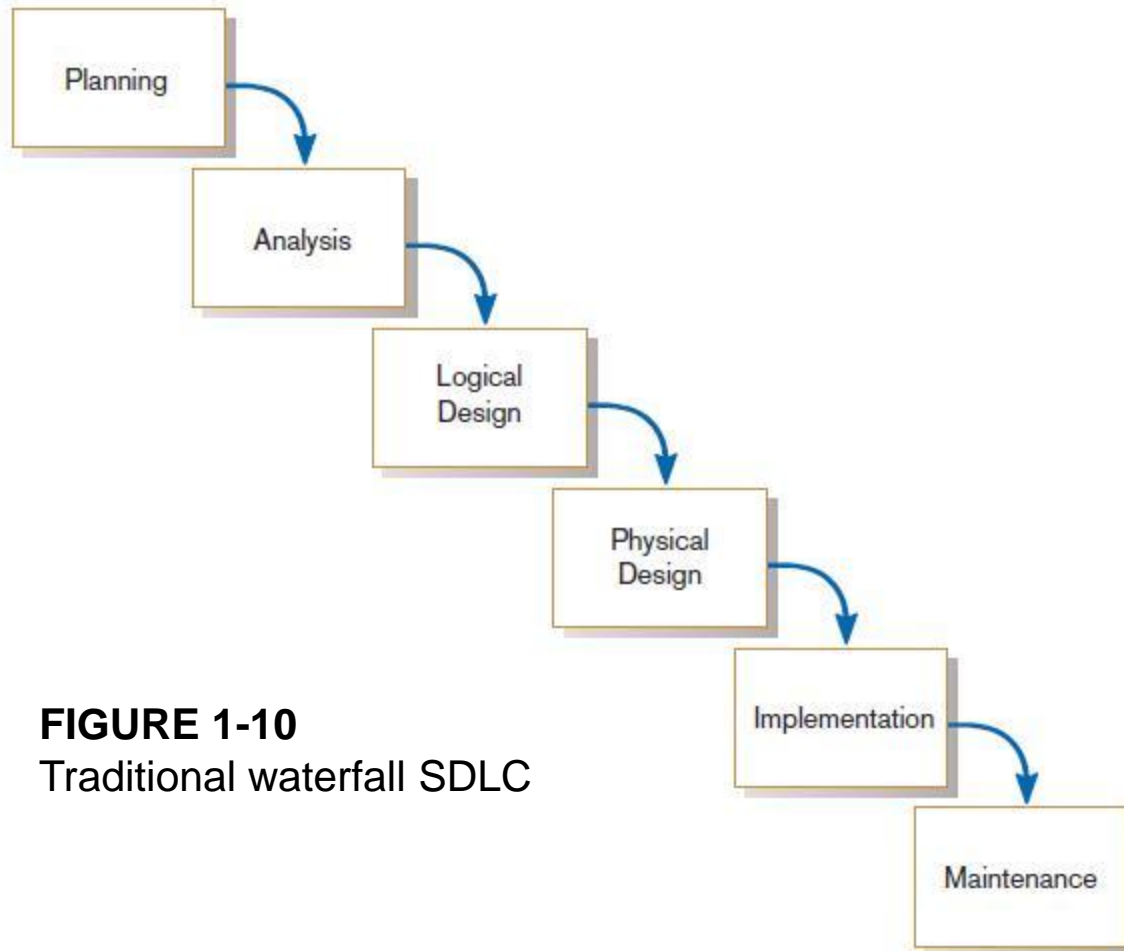 Planning
Analysis
Logical
Design
Physical
Design
Implementation
Maintenance
FIGURE 1-10
Traditional waterfall SDLC